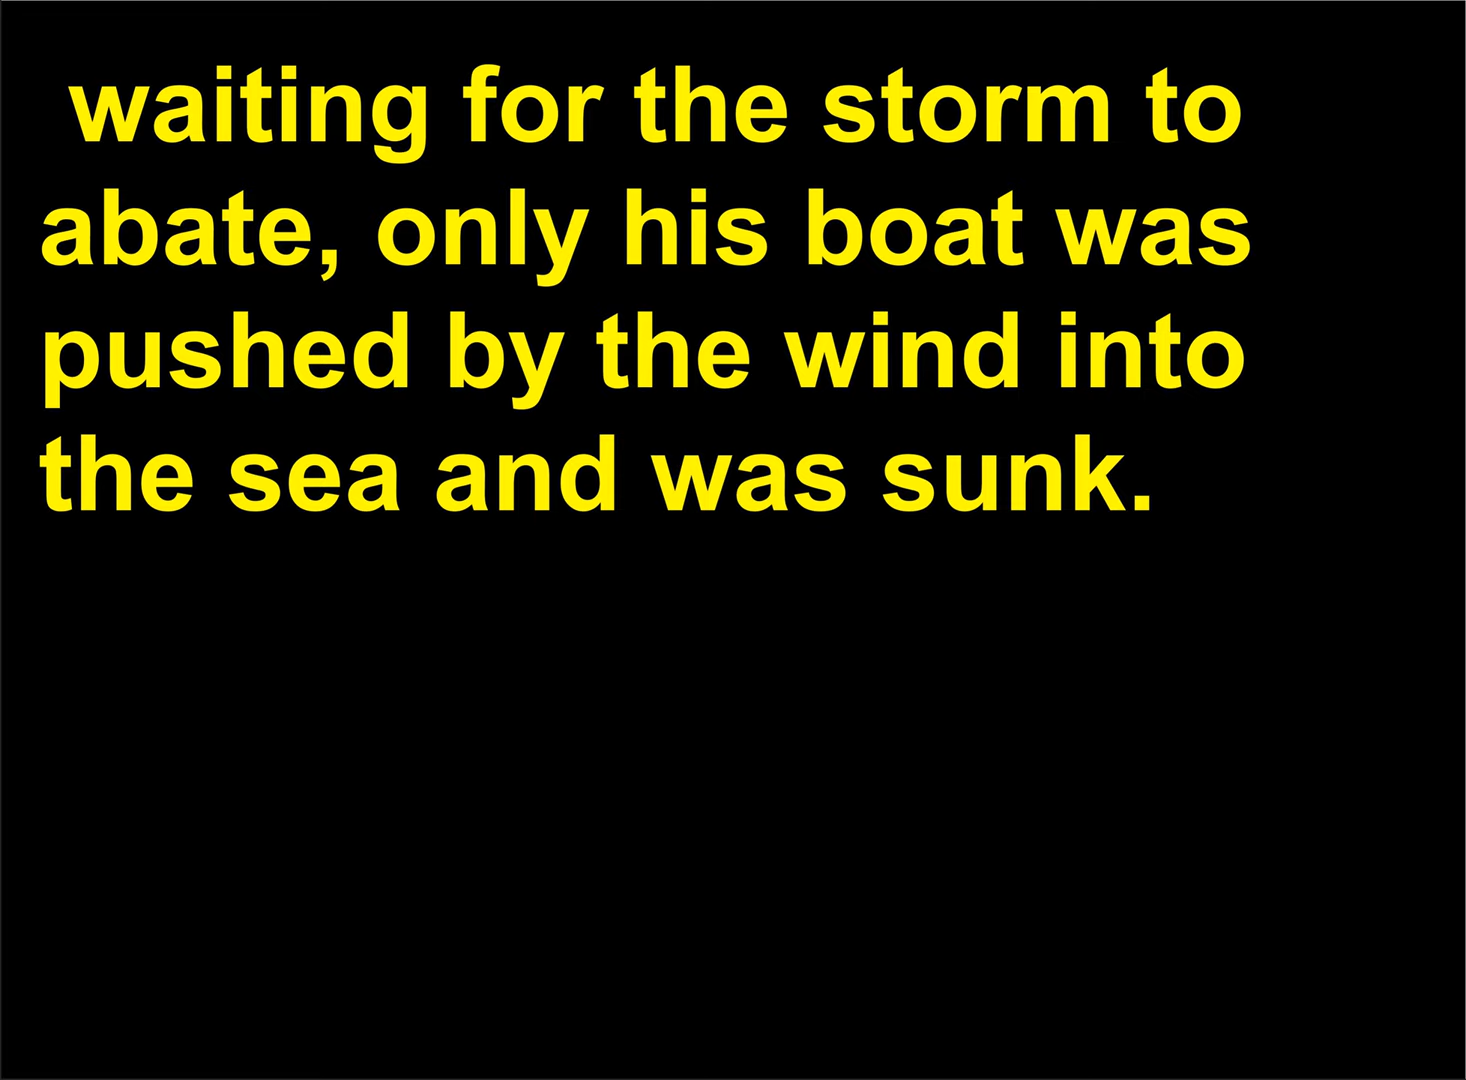 waiting for the storm to
abate, only his boat was
pushed by the wind into
the sea and was sunk.